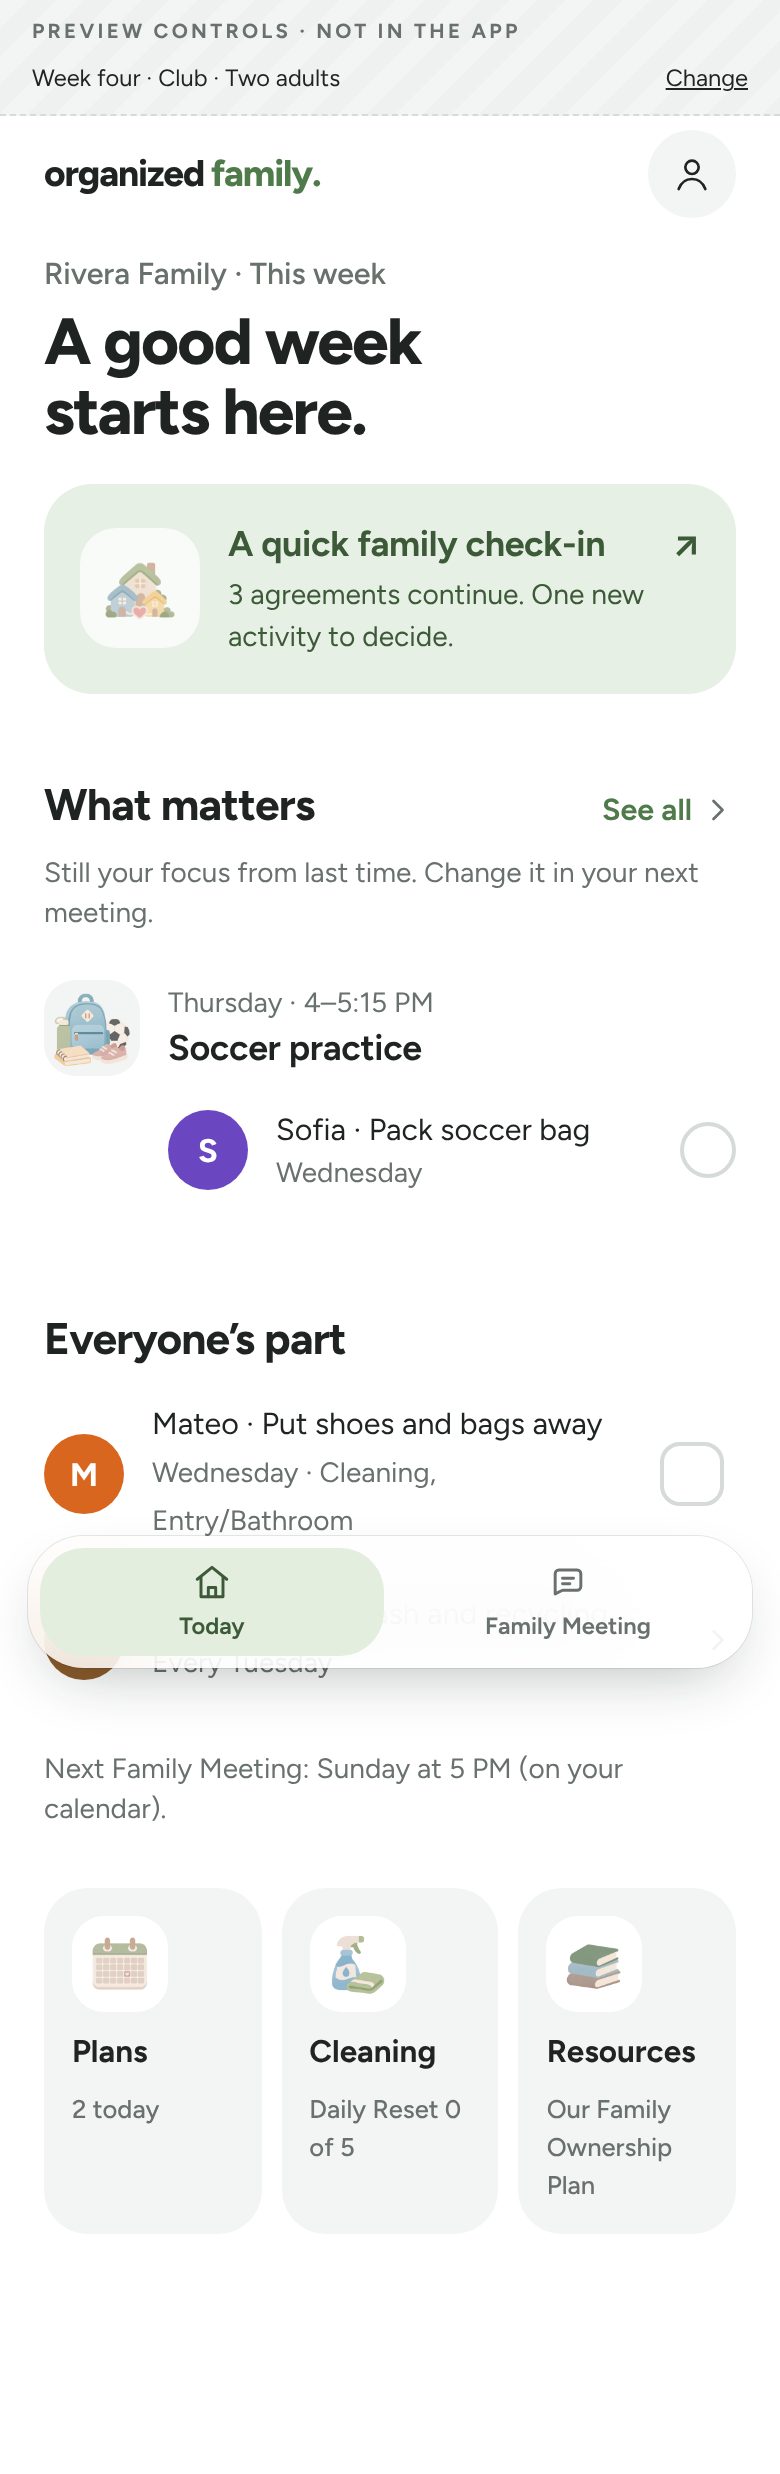 PREVIEW CONTROLS · NOT IN THE APP
Week four · Club · Two adults
Change
organized family.
Rivera Family · This week
A good week
starts here.
A quick family check-in
3 agreements continue. One new
activity to decide.
What matters
See all
Still your focus from last time. Change it in your next
meeting.
Thursday · 4–5:15 PM
Soccer practice
S
Sofia · Pack soccer bag
Wednesday
Everyone’s part
M
Mateo · Put shoes and bags away
Wednesday · Cleaning,
Entry/Bathroom
and recycling
Today
Family Meeting
Every Tuesday
Next Family Meeting: Sunday at 5 PM (on your
calendar).
Plans
2 today
Cleaning
Daily Reset 0
of 5
Resources
Our Family
Ownership
Plan